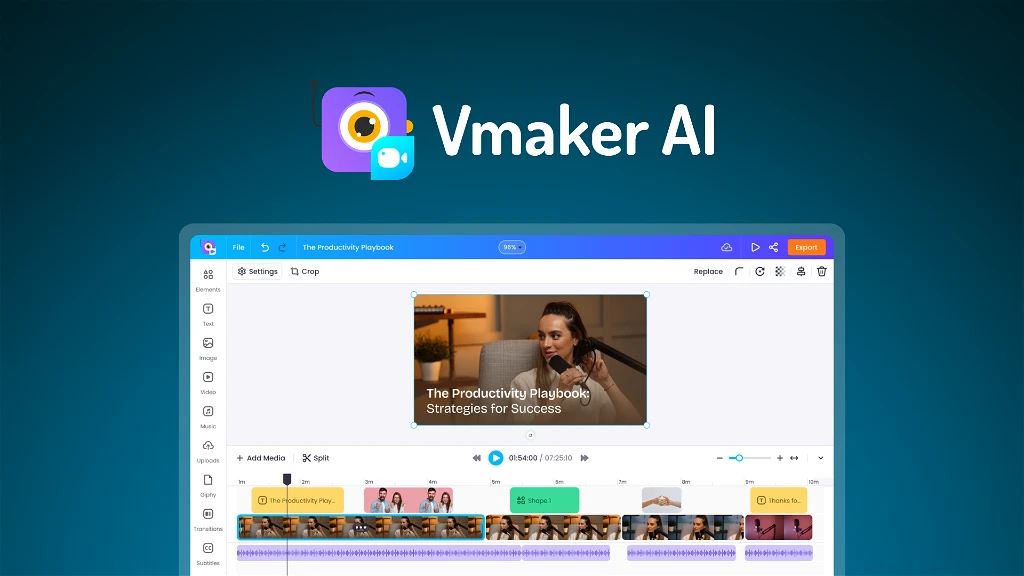 Vmaker AI
File
The Productivity Playbook
96%
Export
Settings
Crop
Replace
Elements
Text
Image
Video
Music
Uploads
Giphy
Transitions
Subtitles
The Productivity Playbook:
Strategies for Success
+ Add Media
Split
01:54:00 / 07:25:10
1m 2m 3m 4m 5m 6m 7m 8m 9m 10m
The Productivity Play...
Shape 1
Thanks fo...